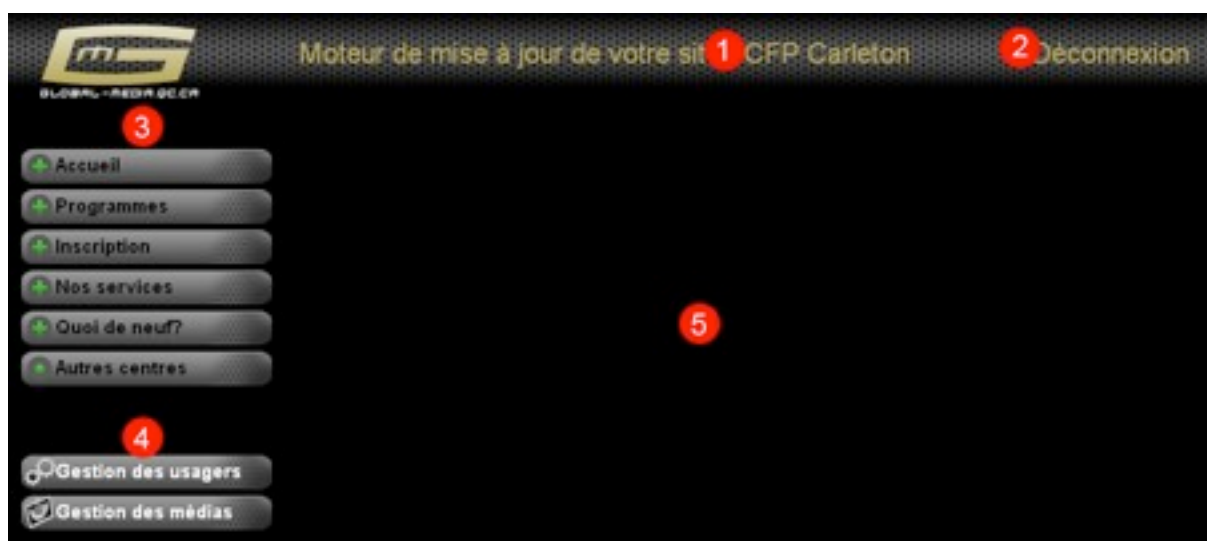 Moteur de mise à jour de votre sit 1 CFP Carleton
2 Déconnexion
GLOBAL-MEDIA.QC.CA
3
Accueil
Programmes
Inscription
Nos services
Quoi de neuf?
Autres centres
5
4
Gestion des usagers
Gestion des médias